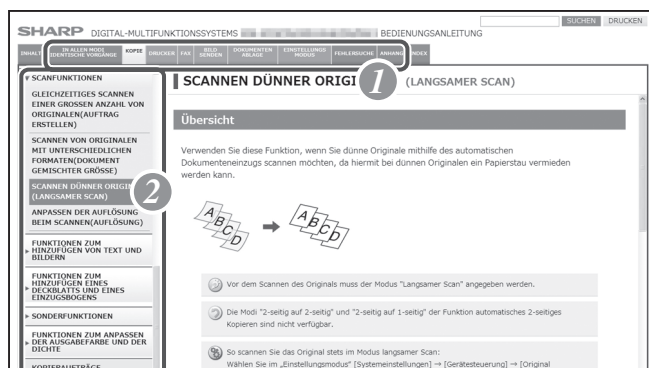 SUCHEN DRUCKEN
SHARP DIGITAL-MULTIFUNKTIONSSYSTEMS BEDIENUNGSANLEITUNG
INHALT IN ALLEN MODI IDENTISCHE VORGÄNGE KOPIE DRUCKER FAX BILD SENDEN DOKUMENTEN ABLAGE EINSTELLUNGS MODUS FEHLERSUCHE ANHANG INDEX
1
SCANFUNKTIONEN
GLEICHZEITIGES SCANNEN
EINER GROSSEN ANZAHL VON
ORIGINALEN(AUFTRAG
ERSTELLEN)
SCANNEN VON ORIGINALEN
MIT UNTERSCHIEDLICHEN
FORMATEN(DOKUMENT
GEMISCHTER GRÖSSE)
SCANNEN DÜNNER ORIGI
(LANGSAMER SCAN)
2
ANPASSEN DER AUFLÖSUNG
BEIM SCANNEN(AUFLÖSUNG)
FUNKTIONEN ZUM
HINZUFÜGEN VON TEXT UND
BILDERN
FUNKTIONEN ZUM
HINZUFÜGEN EINES
DECKBLATTS UND EINES
EINZUGSBOGENS
SONDERFUNKTIONEN
FUNKTIONEN ZUM ANPASSEN
DER AUSGABEFARBE UND DER
DICHTE
KOPIERAUFTRÄGE
SCANNEN DÜNNER ORIGI (LANGSAMER SCAN)
Übersicht
Verwenden Sie diese Funktion, wenn Sie dünne Originale mithilfe des automatischen
Dokumenteneinzugs scannen möchten, da hiermit bei dünnen Originalen ein Papierstau vermieden
werden kann.
A B C D A B C D
Vor dem Scannen des Originals muss der Modus "Langsamer Scan" angegeben werden.
Die Modi "2-seitig auf 2-seitig" und "2-seitig auf 1-seitig" der Funktion automatisches 2-seitiges
Kopieren sind nicht verfügbar.
So scannen Sie das Original stets im Modus langsamer Scan:
Wählen Sie im „Einstellungsmodus" [Systemeinstellungen] → [Gerätesteuerung] → [Original